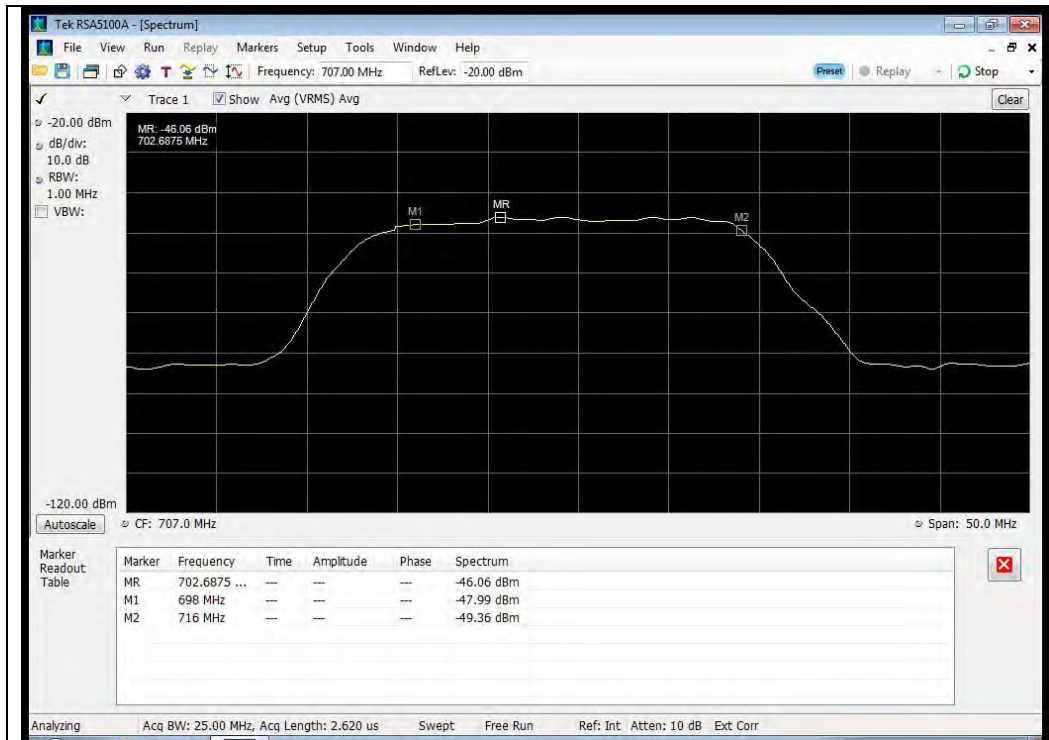 Tek RSA5100A - [Spectrum]
File View Run Replay Markers Setup Tools Window Help
Frequency: 707.00 MHz RefLev: -20.00 dBm Preset Replay Stop
Trace 1 Show Avg (VRMS) Avg Clear
-20.00 dBm
dB/div:
10.0 dB
RBW:
1.00 MHz
VBW:
-120.00 dBm
Autoscale
MR: -46.06 dBm
702.6875 MHz
M1
MR
M2
CF: 707.0 MHz Span: 50.0 MHz
Marker
Readout
Table
Marker Frequency Time Amplitude Phase Spectrum
MR 702.6875 ... --- --- --- -46.06 dBm
M1 698 MHz --- --- --- -47.99 dBm
M2 716 MHz --- --- --- -49.36 dBm
Analyzing Acq BW: 25.00 MHz, Acq Length: 2.620 us Swept Free Run Ref: Int Atten: 10 dB Ext Corr